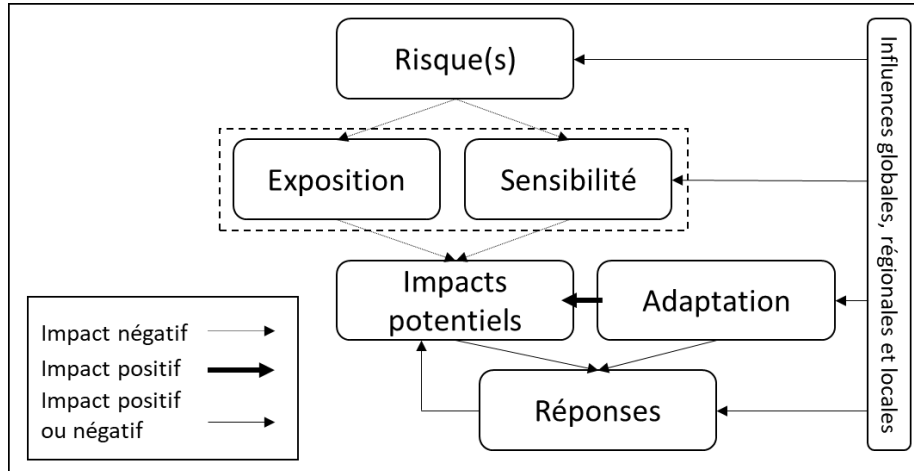 Risque(s)
Exposition
Sensibilité
Impacts
potentiels
Adaptation
Réponses
Influences globales, régionales et locales
Impact négatif
Impact positif
Impact positif
ou négatif